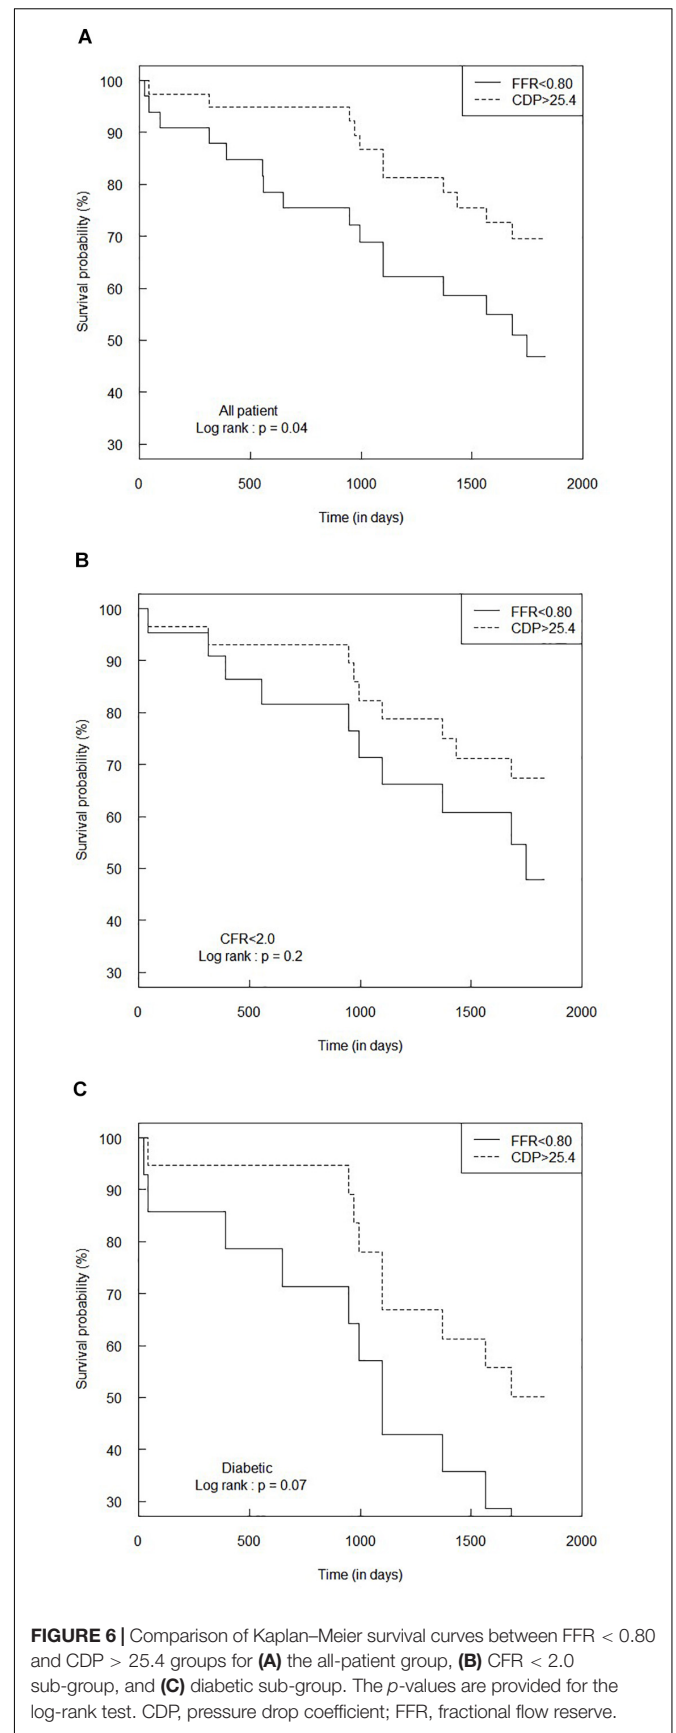 A
100
90
80
70
60
50
40
30
Survival probability (%)
FFR<0.80
CDP>25.4
All patient
Log rank : p = 0.04
0 500 1000 1500 2000
Time (in days)
B
100
90
80
70
60
50
40
30
Survival probability (%)
FFR<0.80
CDP>25.4
CFR<2.0
Log rank : p = 0.2
0 500 1000 1500 2000
Time (in days)
C
100
90
80
70
60
50
40
30
Survival probability (%)
FFR<0.80
CDP>25.4
Diabetic
Log rank : p = 0.07
0 500 1000 1500 2000
Time (in days)
FIGURE 6 | Comparison of Kaplan–Meier survival curves between FFR < 0.80
and CDP > 25.4 groups for (A) the all-patient group, (B) CFR < 2.0
sub-group, and (C) diabetic sub-group. The p-values are provided for the
log-rank test. CDP, pressure drop coefficient; FFR, fractional flow reserve.